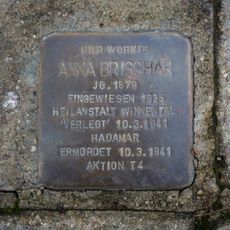 HIER WOHNTE
ANNA BRISCHAR
JG. 1879
EINGEWIESEN 1935
HEILANSTALT WINNENTAL
"VERLEGT" 10.3.1941
HADAMAR
ERMORDET 10.3.1941
AKTION T4